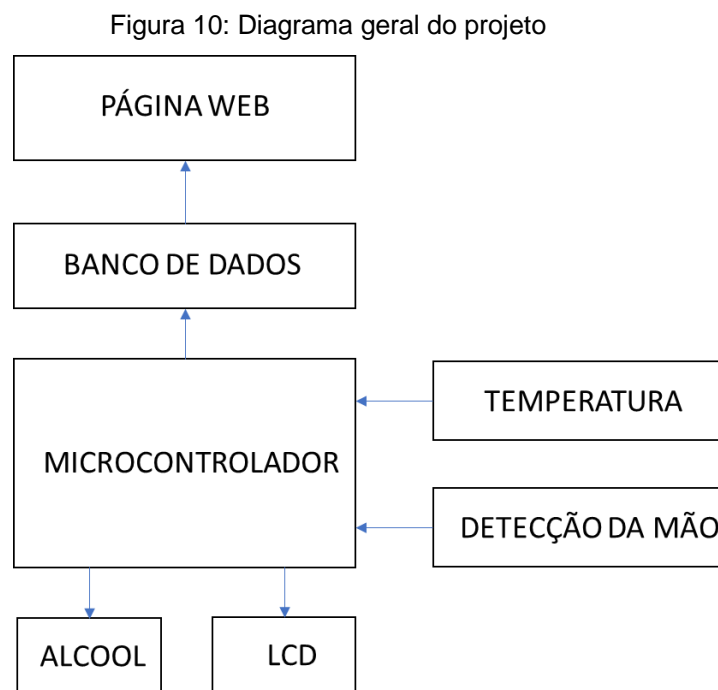 Figura 10: Diagrama geral do projeto
PÁGINA WEB
BANCO DE DADOS
MICROCONTROLADOR
TEMPERATURA
DETECÇÃO DA MÃO
ALCOOL
LCD